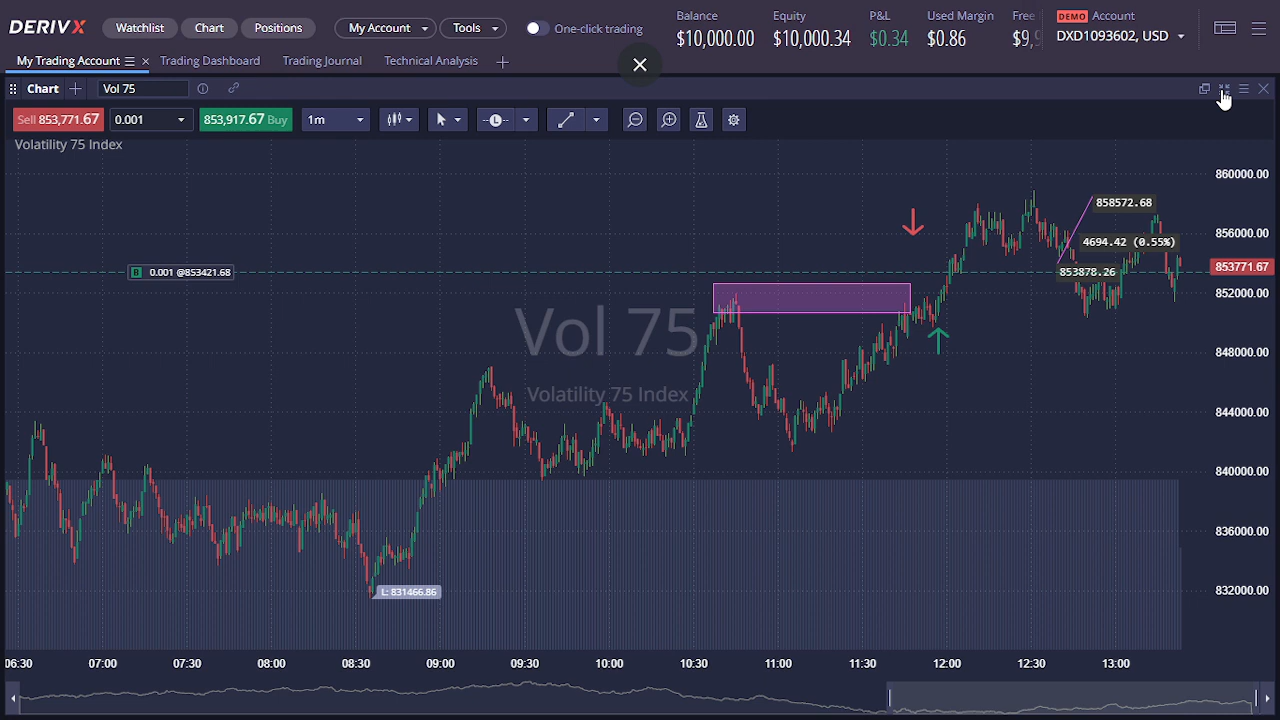 DERIV X Watchlist Chart Positions My Account Tools One-click trading
Balance Equity P&L Used Margin Free DEMO Account
$10,000.00 $10,000.34 $0.34 $0.86 $9, DXD1093602, USD
My Trading Account Trading Dashboard Trading Journal Technical Analysis
Chart Vol 75
Sell 853,771.67 0.001 853,917.67 Buy 1m
Volatility 75 Index
860000.00
858572.68
856000.00
4694.42 (0.55%)
853771.67
B 0.001 @853421.68
853878.26
852000.00
Vol 75
848000.00
Volatility 75 Index
844000.00
840000.00
836000.00
832000.00
L: 831466.86
06:30 07:00 07:30 08:00 08:30 09:00 09:30 10:00 10:30 11:00 11:30 12:00 12:30 13:00